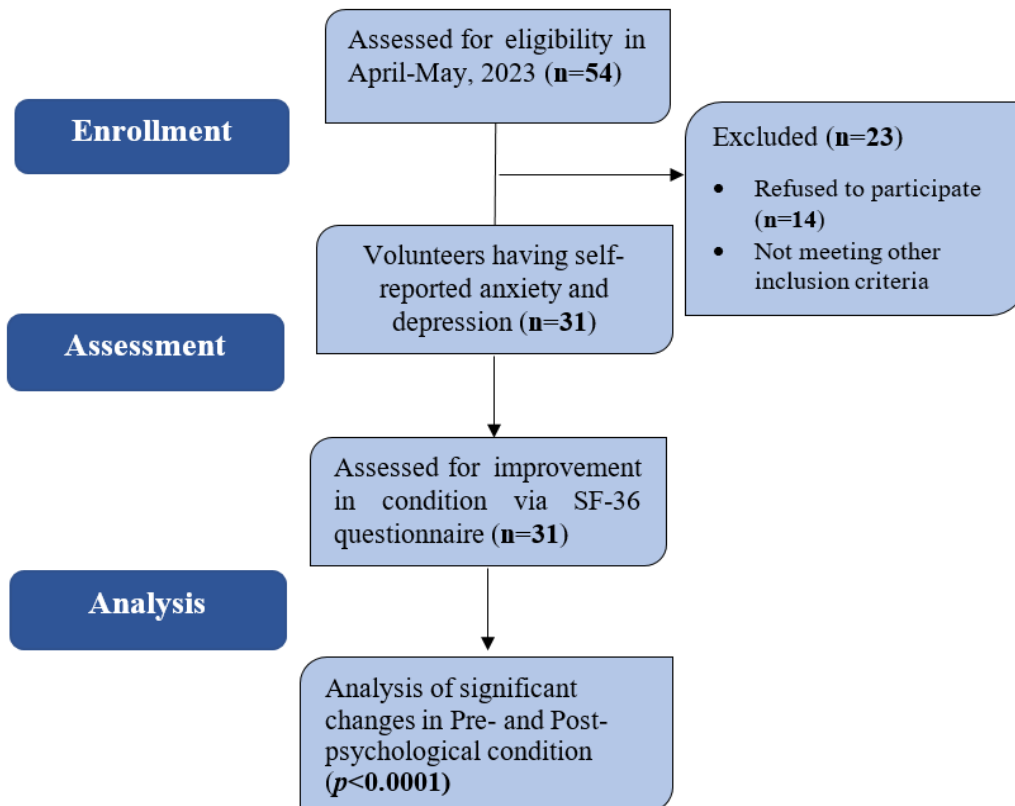 Assessed for eligibility in
April-May, 2023 (n=54)
Enrollment
Excluded (n=23)
• Refused to participate
(n=14)
• Not meeting other
inclusion criteria
Volunteers having self-
reported anxiety and
depression (n=31)
Assessment
Assessed for improvement
in condition via SF-36
questionnaire (n=31)
Analysis
Analysis of significant
changes in Pre- and Post-
psychological condition
(p<0.0001)